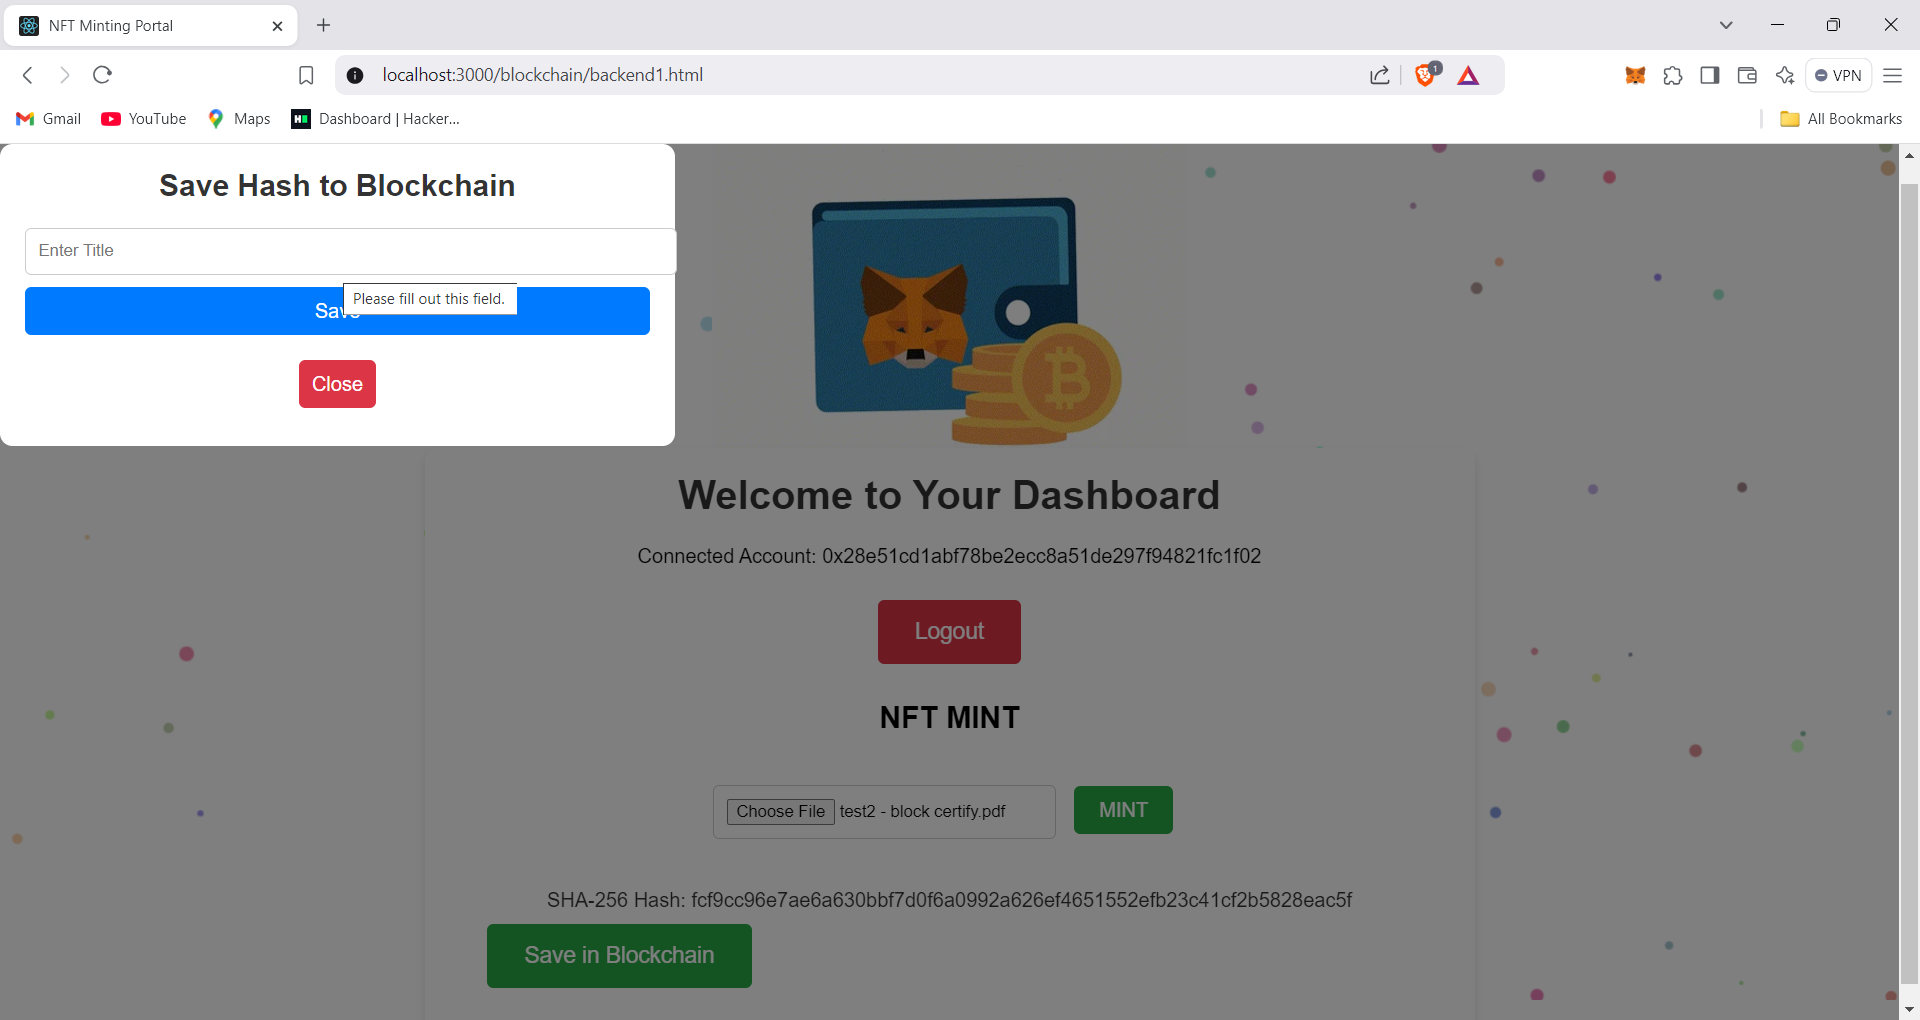 NFT Minting Portal
localhost:3000/blockchain/backend1.html
1
VPN
Gmail
YouTube
Maps
Dashboard | Hacker...
All Bookmarks
Save Hash to Blockchain
Enter Title
Please fill out this field.
Save
Close
Welcome to Your Dashboard
Connected Account: 0x28e51cd1abf78be2ecc8a51de297f94821fc1f02
Logout
NFT MINT
Choose File test2 - block certify.pdf
MINT
SHA-256 Hash: fcf9cc96e7ae6a630bbf7d0f6a0992a626ef4651552efb23c41cf2b5828eac5f
Save in Blockchain